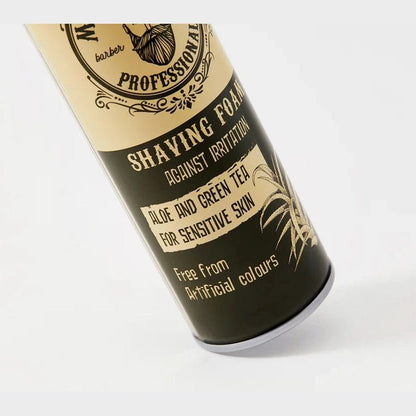 barber
PROFESSIONAL
SHAVING FOAM
AGAINST IRRITATION
ALOE AND GREEN TEA
FOR SENSITIVE SKIN
Free from
Artificial colours